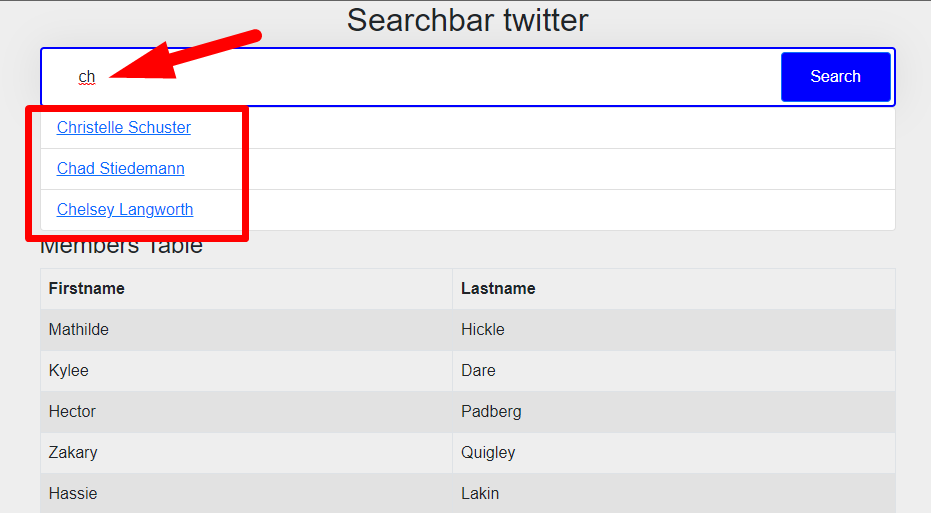 Searchbar twitter
ch
Search
Christelle Schuster
Chad Stiedemann
Chelsey Langworth
Members Table
Firstname Lastname
Mathilde Hickle
Kylee Dare
Hector Padberg
Zakary Quigley
Hassie Lakin